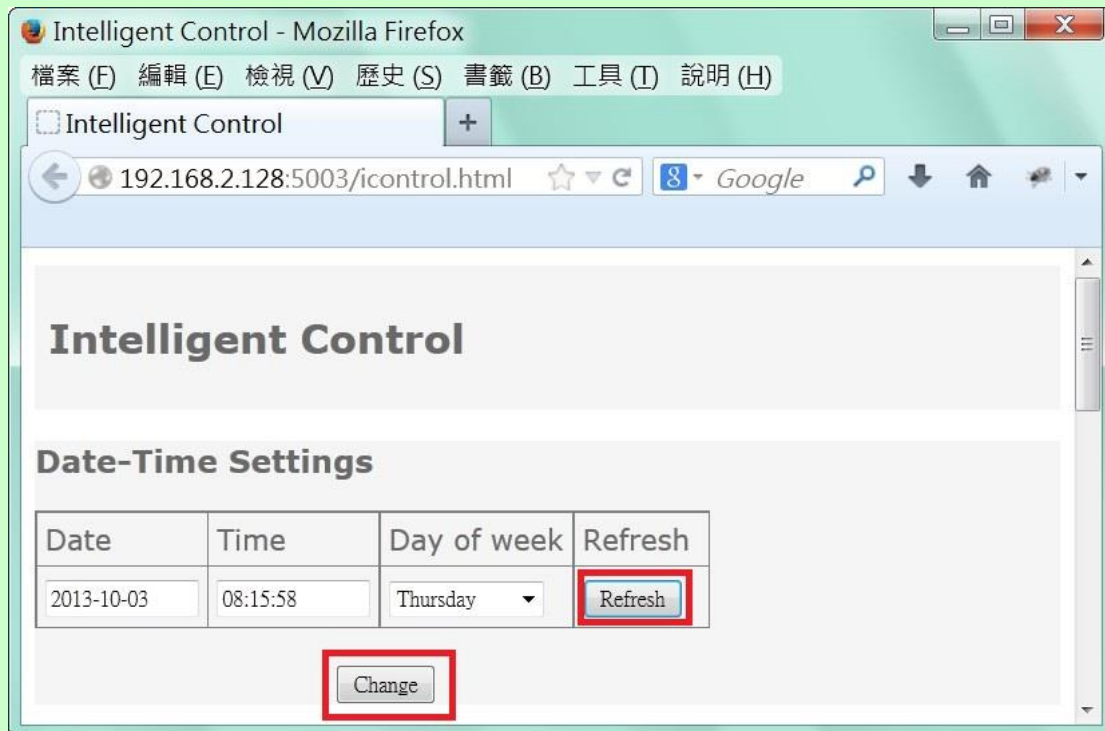 Intelligent Control - Mozilla Firefox
檔案 (F) 編輯 (E) 檢視 (V) 歷史 (S) 書籤 (B) 工具 (T) 說明 (H)
Intelligent Control +
192.168.2.128:5003/icontrol.html 8 Google
Intelligent Control
Date-Time Settings
Date Time Day of week Refresh
2013-10-03 08:15:58 Thursday Refresh
Change